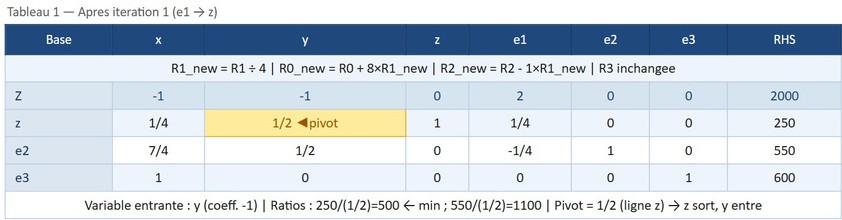 Tableau 1 — Apres iteration 1 (e1 → z)
Base x y z e1 e2 e3 RHS
R1_new = R1 ÷ 4 | R0_new = R0 + 8×R1_new | R2_new = R2 - 1×R1_new | R3 inchangee
Z -1 -1 0 2 0 0 2000
z 1/4 1/2 ◄pivot 1 1/4 0 0 250
e2 7/4 1/2 0 -1/4 1 0 550
e3 1 0 0 0 0 1 600
Variable entrante : y (coeff. -1) | Ratios : 250/(1/2)=500 ← min ; 550/(1/2)=1100 | Pivot = 1/2 (ligne z) → z sort, y entre